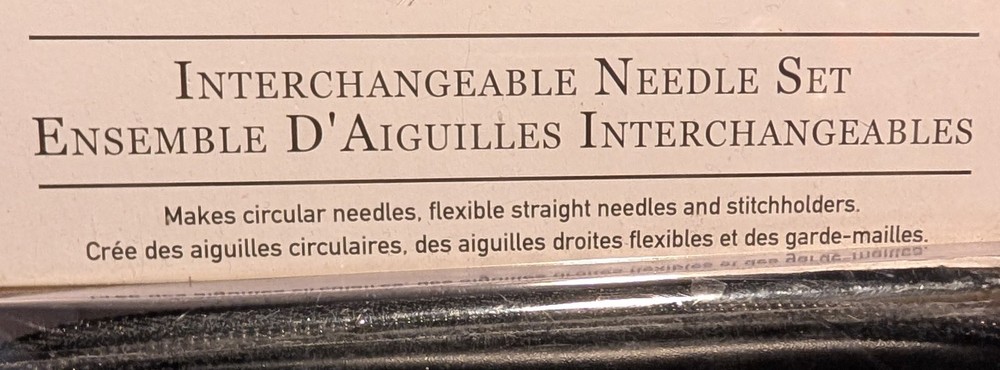 Interchangeable Needle Set
Ensemble D'Aiguilles Interchangeables
Makes circular needles, flexible straight needles and stitchholders.
Crée des aiguilles circulaires, des aiguilles droites flexibles et des garde-mailles.